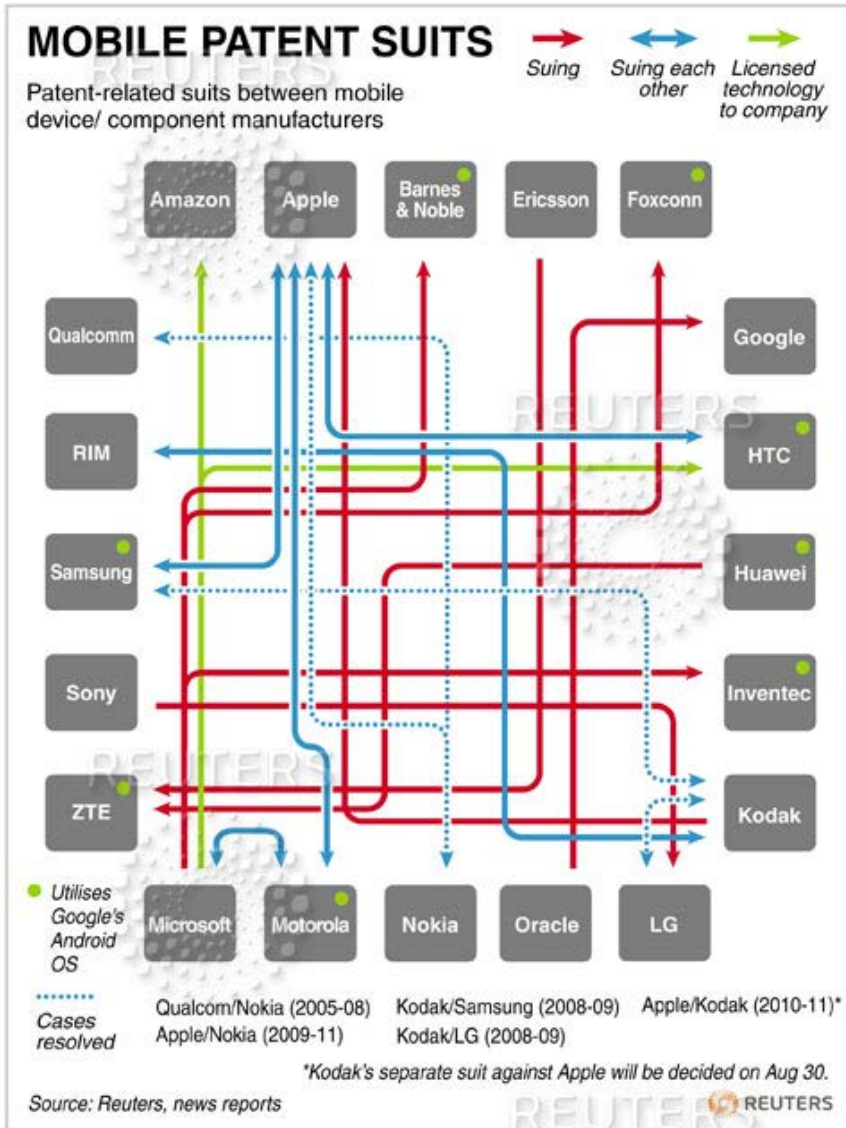 MOBILE PATENT SUITS
Patent-related suits between mobile
device/ component manufacturers
Suing
Suing each
other
Licensed
technology
to company
Amazon
Apple
Barnes
& Noble
Ericsson
Foxconn
Qualcomm
Google
RIM
HTC
Samsung
Huawei
Sony
Inventec
ZTE
Kodak
Microsoft
Motorola
Nokia
Oracle
LG
Utilises
Google's
Android
OS
Cases
resolved
Qualcom/Nokia (2005-08)
Apple/Nokia (2009-11)
Kodak/Samsung (2008-09)
Kodak/LG (2008-09)
Apple/Kodak (2010-11)*
*Kodak's separate suit against Apple will be decided on Aug 30.
Source: Reuters, news reports
REUTERS
REUTERS
REUTERS
REUTERS
REUTERS